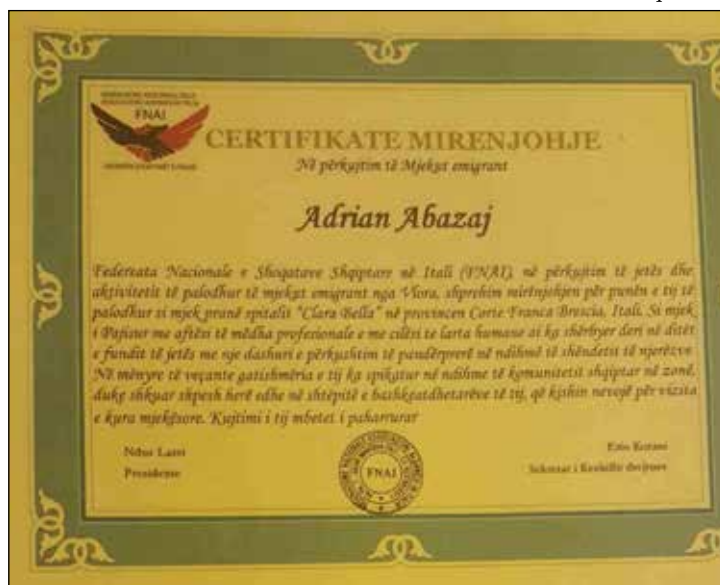 FNAI
CERTIFIKATE MIRENJOHJE
Në përkujtim të Mjekut emigrant
Adrian Abazaj
Federata Nacionale e Shoqatave Shqiptare në Itali (FNAI), në përkujtim të jetës dhe
aktivitetit të palodhur të mjekut emigrant nga Vlora, shprehim mirënjohjen për punën e tij të
palodhur si mjek pranë spitalit "Clara Bella" në provincen Corte Franca Brescia, Itali. Si mjek
i Pajisur me aftësi të mëdha profesionale e me cilësi te larta humane ai ka shërbyer deri në ditët
e fundit të jetës me nje dashuri e përkushtim të pandërprerë në ndihmë të shëndetit të njerëzve
Në mënyre të veçante gatishmëria e tij ka spikatur në ndihme të komunitetit shqiptar në zonë,
duke shkuar shpesh herë edhe në shtëpitë e bashkeatdhetarëve të tij, që kishin nevojë për vizita
e kura mjekësore. Kujtimi i tij mbetet i paharruar
Ndue Lazri
Presidente
FNAI
Sekretar i Keshillit drejtues